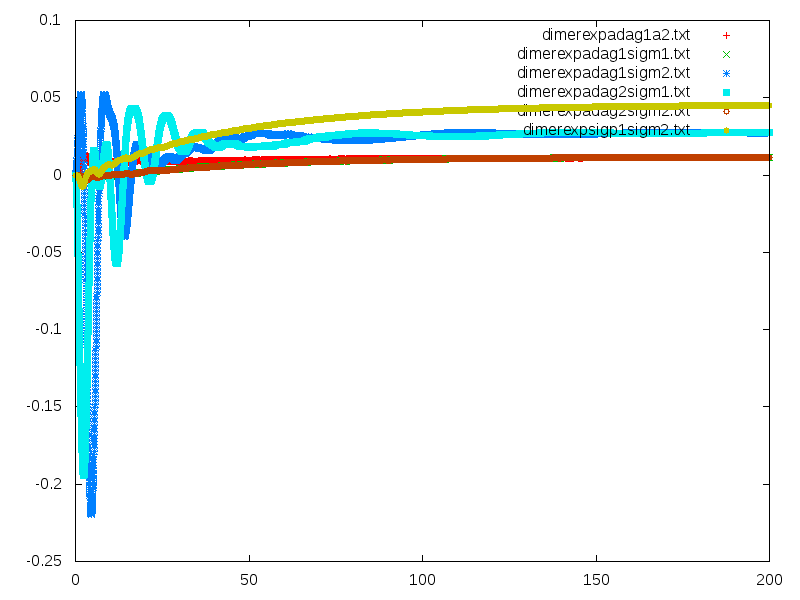 0.1
0.05
0
-0.05
-0.1
-0.15
-0.2
-0.25
0
50
100
150
200
dimerexpadag1a2.txt
dimerexpadag1sigm1.txt
dimerexpadag1sigm2.txt
dimerexpadag2sigm1.txt
dimerexpadag2sigm2.txt
dimerexpsigp1sigm2.txt